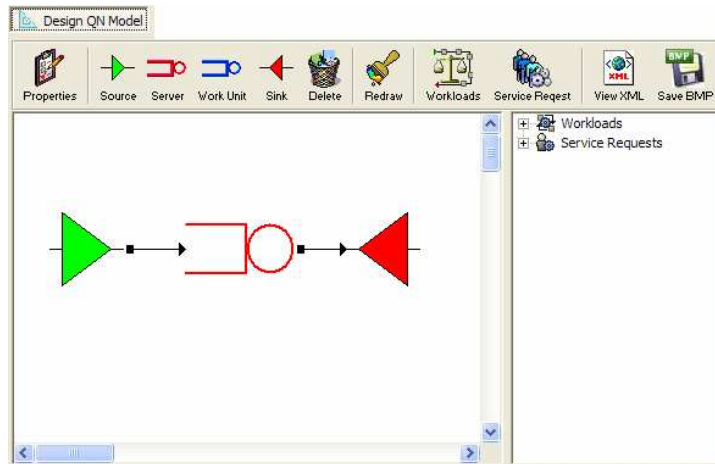 Design QN Model
Properties Source Server Work Unit Sink Delete Redraw Workloads Service Reqest View XML Save BMP
XML
BMP
Workloads
Service Requests